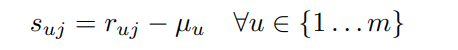 s_{uj} = r_{uj} − μ_u ∀u ∈ {1 … m}